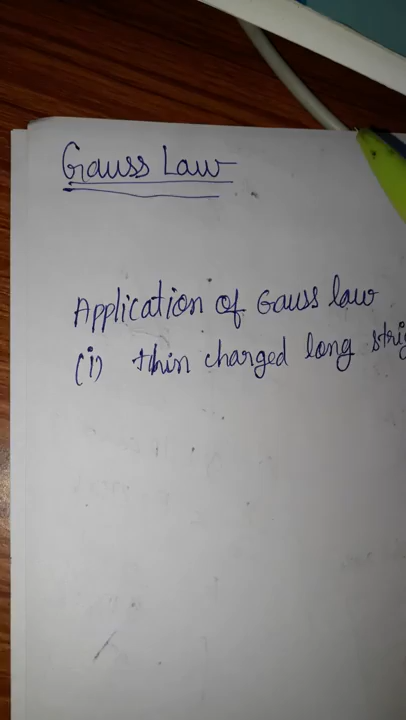 Gauss Law
Application of Gauss law
(i) thin charged long